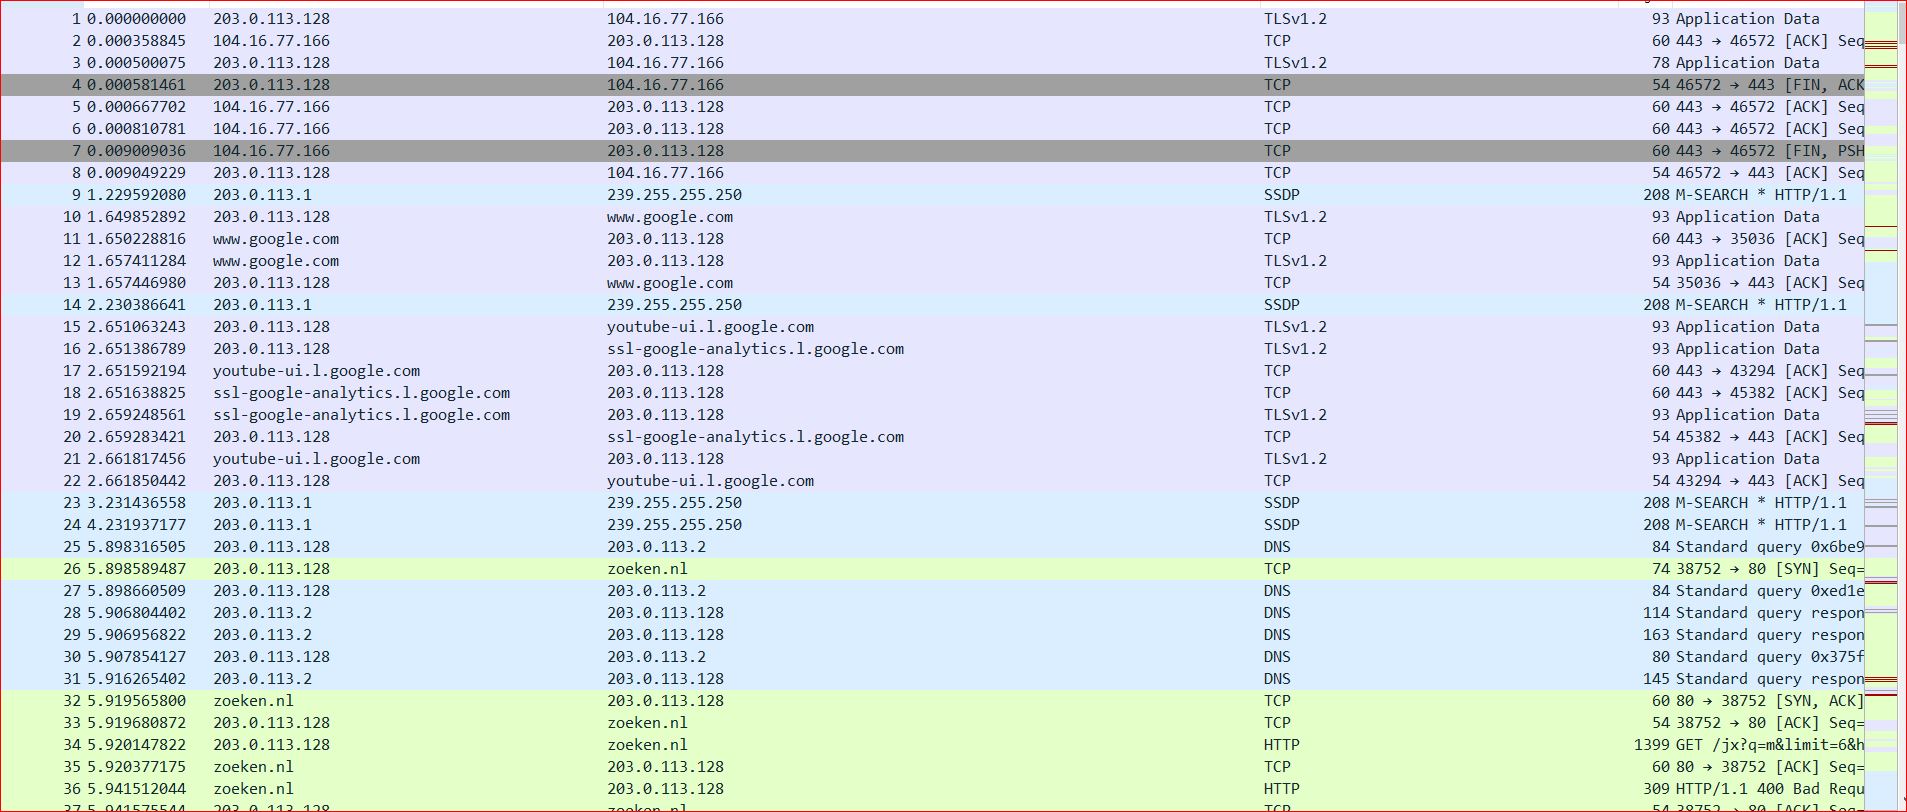 1 0.000000000 203.0.113.128 104.16.77.166 TLSv1.2 93 Application Data
2 0.000358845 104.16.77.166 203.0.113.128 TCP 60 443 → 46572 [ACK] Seq
3 0.000500075 203.0.113.128 104.16.77.166 TLSv1.2 78 Application Data
4 0.000581461 203.0.113.128 104.16.77.166 TCP 54 46572 → 443 [FIN, ACK
5 0.000667702 104.16.77.166 203.0.113.128 TCP 60 443 → 46572 [ACK] Seq
6 0.000810781 104.16.77.166 203.0.113.128 TCP 60 443 → 46572 [ACK] Seq
7 0.009009036 104.16.77.166 203.0.113.128 TCP 60 443 → 46572 [FIN, PSH
8 0.009049229 203.0.113.128 104.16.77.166 TCP 54 46572 → 443 [ACK] Seq
9 1.229592080 203.0.113.1 239.255.255.250 SSDP 208 M-SEARCH * HTTP/1.1
10 1.649852892 203.0.113.128 www.google.com TLSv1.2 93 Application Data
11 1.650228816 www.google.com 203.0.113.128 TCP 60 443 → 35036 [ACK] Seq
12 1.657411284 www.google.com 203.0.113.128 TLSv1.2 93 Application Data
13 1.657446980 203.0.113.128 www.google.com TCP 54 35036 → 443 [ACK] Seq
14 2.230386641 203.0.113.1 239.255.255.250 SSDP 208 M-SEARCH * HTTP/1.1
15 2.651063243 203.0.113.128 youtube-ui.l.google.com TLSv1.2 93 Application Data
16 2.651386789 203.0.113.128 ssl-google-analytics.l.google.com TLSv1.2 93 Application Data
17 2.651592194 youtube-ui.l.google.com 203.0.113.128 TCP 60 443 → 43294 [ACK] Seq
18 2.651638825 ssl-google-analytics.l.google.com 203.0.113.128 TCP 60 443 → 45382 [ACK] Seq
19 2.659248561 ssl-google-analytics.l.google.com 203.0.113.128 TLSv1.2 93 Application Data
20 2.659283421 203.0.113.128 ssl-google-analytics.l.google.com TCP 54 45382 → 443 [ACK] Seq
21 2.661817456 youtube-ui.l.google.com 203.0.113.128 TLSv1.2 93 Application Data
22 2.661850442 203.0.113.128 youtube-ui.l.google.com TCP 54 43294 → 443 [ACK] Seq
23 3.231436558 203.0.113.1 239.255.255.250 SSDP 208 M-SEARCH * HTTP/1.1
24 4.231937177 203.0.113.1 239.255.255.250 SSDP 208 M-SEARCH * HTTP/1.1
25 5.898316505 203.0.113.128 203.0.113.2 DNS 84 Standard query 0x6be9
26 5.898589487 203.0.113.128 zoeken.nl TCP 74 38752 → 80 [SYN] Seq=
27 5.898660509 203.0.113.128 203.0.113.2 DNS 84 Standard query 0xed1e
28 5.906804402 203.0.113.2 203.0.113.128 DNS 114 Standard query respon
29 5.906956822 203.0.113.2 203.0.113.128 DNS 163 Standard query respon
30 5.907854127 203.0.113.128 203.0.113.2 DNS 80 Standard query 0x375f
31 5.916265402 203.0.113.2 203.0.113.128 DNS 145 Standard query respon
32 5.919565800 zoeken.nl 203.0.113.128 TCP 60 80 → 38752 [SYN, ACK]
33 5.919680872 203.0.113.128 zoeken.nl TCP 54 38752 → 80 [ACK] Seq=
34 5.920147822 203.0.113.128 zoeken.nl HTTP 1399 GET /jx?q=m&limit=6&h
35 5.920377175 zoeken.nl 203.0.113.128 TCP 60 80 → 38752 [ACK] Seq=
36 5.941512044 zoeken.nl 203.0.113.128 HTTP 309 HTTP/1.1 400 Bad Requ
37 5.941575544 203.0.113.128 zoeken.nl TCP 54 38752 → 80 [ACK] Seq=